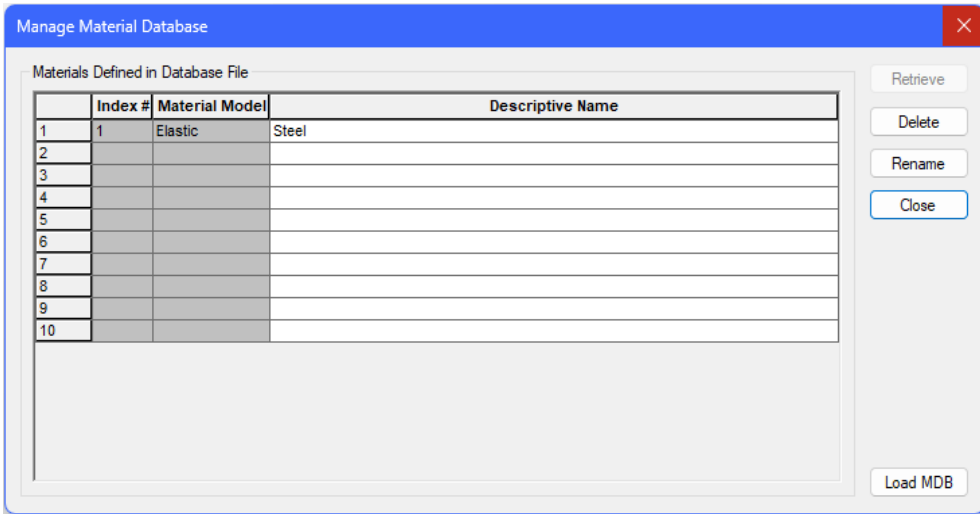 Manage Material Database
Materials Defined in Database File
Index # Material Model Descriptive Name
1 1 Elastic Steel
2
3
4
5
6
7
8
9
10
Retrieve
Delete
Rename
Close
Load MDB